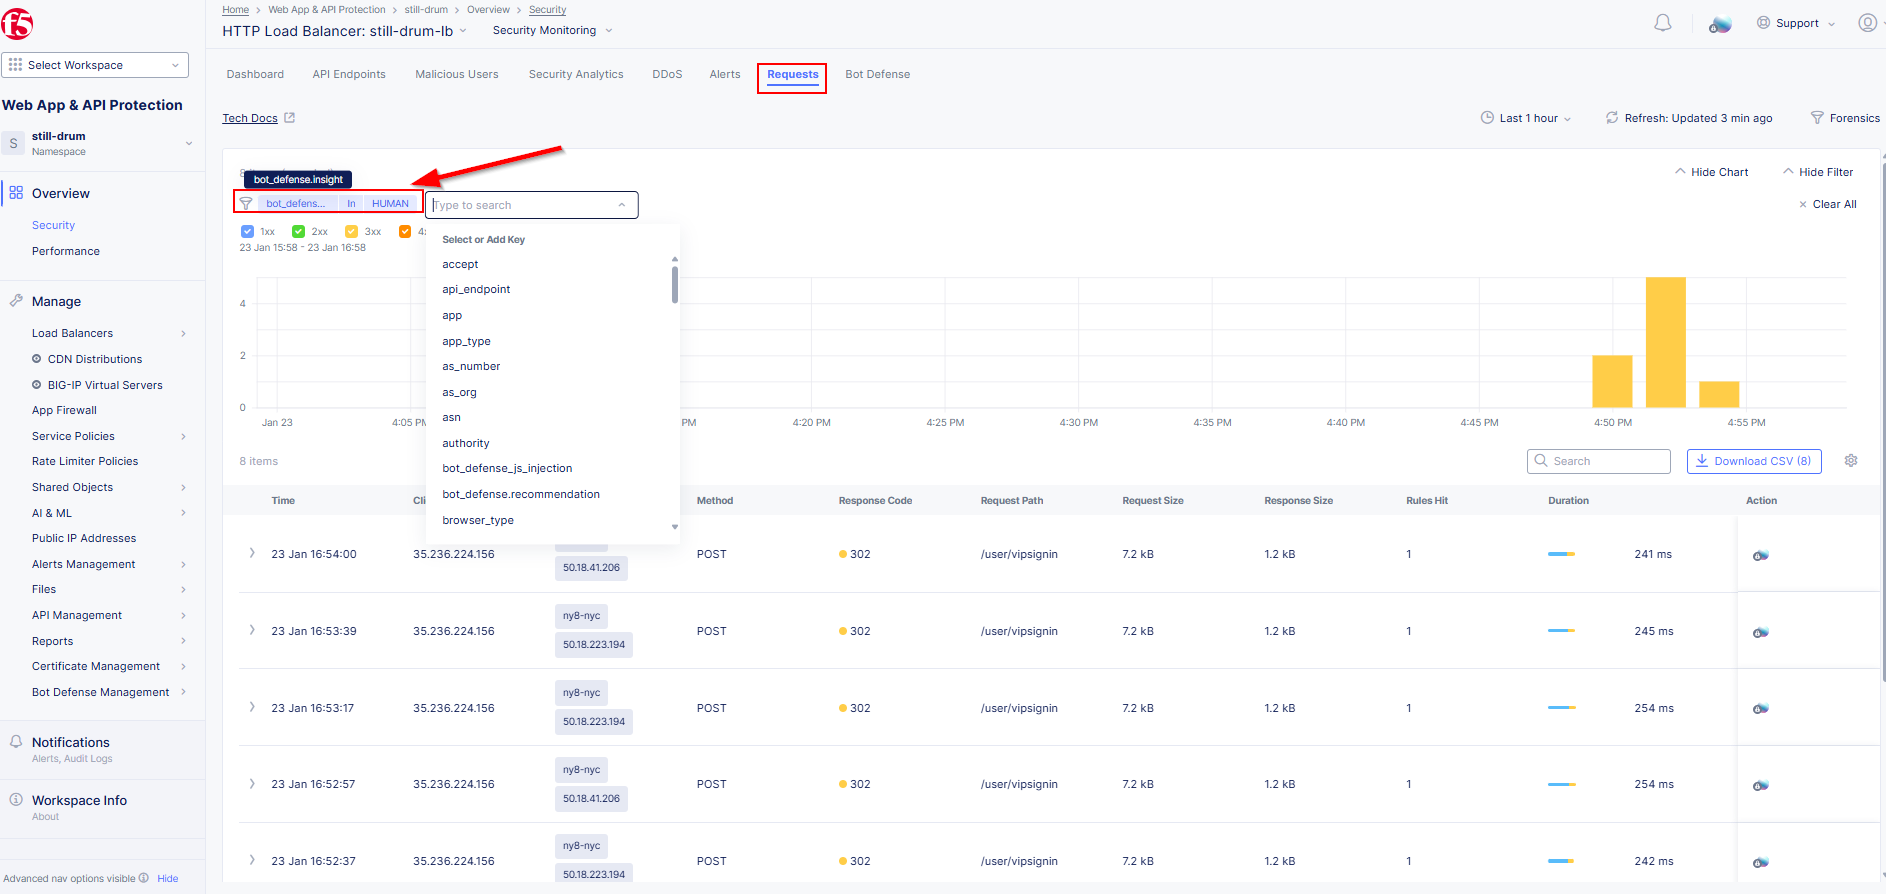 Home > Web App & API Protection > still-drum > Overview > Security
HTTP Load Balancer: still-drum-lb
Security Monitoring
Support
f5
Select Workspace
Web App & API Protection
S
still-drum
Namespace
Overview
Security
Performance
Manage
Load Balancers
CDN Distributions
BIG-IP Virtual Servers
App Firewall
Service Policies
Rate Limiter Policies
Shared Objects
AI & ML
Public IP Addresses
Alerts Management
Files
API Management
Reports
Certificate Management
Bot Defense Management
Notifications
Alerts, Audit Logs
Workspace Info
About
Advanced nav options visible Hide
Dashboard API Endpoints Malicious Users Security Analytics DDoS Alerts Requests Bot Defense
Tech Docs
Last 1 hour
Refresh: Updated 3 min ago
Forensics
bot_defense.insight
Hide Chart
Hide Filter
bot_defens... In HUMAN
Type to search
Clear All
1xx 2xx 3xx
23 Jan 15:58 - 23 Jan 16:58
Select or Add Key
accept
api_endpoint
app
app_type
as_number
as_org
asn
authority
bot_defense_js_injection
bot_defense.recommendation
browser_type
4
2
0
Jan 23 4:05 PM PM 4:20 PM 4:25 PM 4:30 PM 4:35 PM 4:40 PM 4:45 PM 4:50 PM 4:55 PM
8 items
Search
Download CSV (8)
Time Method Response Code Request Path Request Size Response Size Rules Hit Duration Action
23 Jan 16:54:00 35.236.224.156 50.18.41.206 POST 302 /user/vipsignin 7.2 kB 1.2 kB 1 241 ms
23 Jan 16:53:39 35.236.224.156 ny8-nyc 50.18.223.194 POST 302 /user/vipsignin 7.2 kB 1.2 kB 1 245 ms
23 Jan 16:53:17 35.236.224.156 ny8-nyc 50.18.223.194 POST 302 /user/vipsignin 7.2 kB 1.2 kB 1 254 ms
23 Jan 16:52:57 35.236.224.156 ny8-nyc 50.18.41.206 POST 302 /user/vipsignin 7.2 kB 1.2 kB 1 254 ms
23 Jan 16:52:37 35.236.224.156 ny8-nyc 50.18.223.194 POST 302 /user/vipsignin 7.2 kB 1.2 kB 1 242 ms